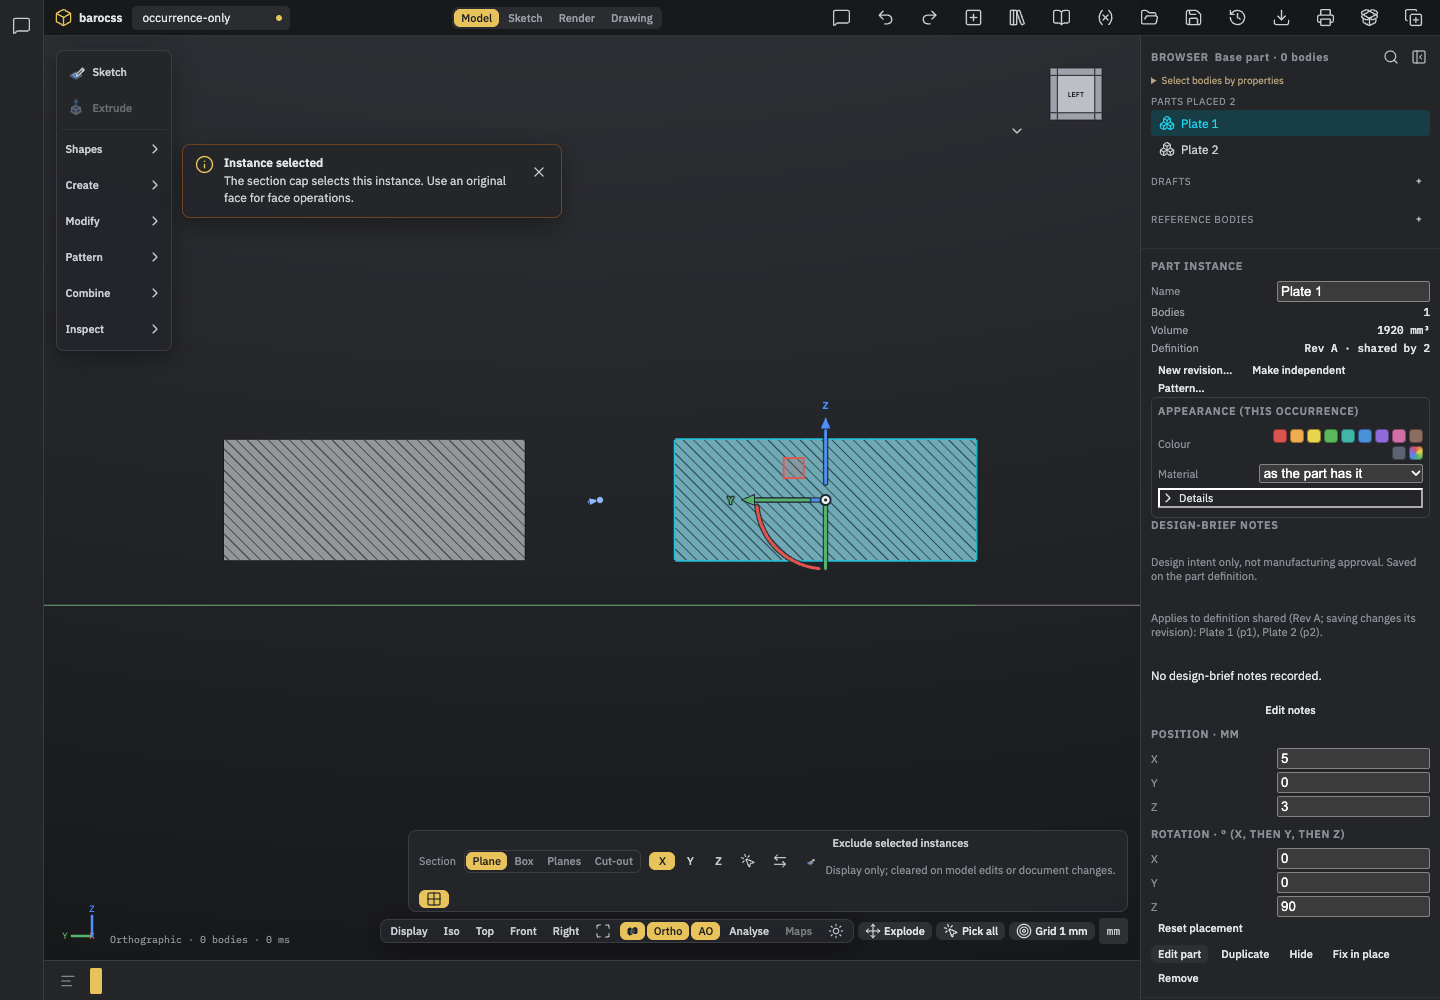 barocss
occurrence-only
Model
Sketch
Render
Drawing
Sketch
Extrude
Shapes
Create
Modify
Pattern
Combine
Inspect
Instance selected
The section cap selects this instance. Use an original
face for face operations.
LEFT
Z
Y
BROWSER Base part · 0 bodies
Select bodies by properties
PARTS PLACED 2
Plate 1
Plate 2
DRAFTS +
REFERENCE BODIES +
PART INSTANCE
Name Plate 1
Bodies 1
Volume 1920 mm³
Definition Rev A · shared by 2
New revision... Make independent
Pattern...
APPEARANCE (THIS OCCURRENCE)
Colour
Material as the part has it
Details
DESIGN-BRIEF NOTES
Design intent only, not manufacturing approval. Saved
on the part definition.
Applies to definition shared (Rev A; saving changes its
revision): Plate 1 (p1), Plate 2 (p2).
No design-brief notes recorded.
Edit notes
POSITION · MM
X 5
Y 0
Z 3
ROTATION · ° (X, THEN Y, THEN Z)
X 0
Y 0
Z 90
Reset placement
Edit part Duplicate Hide Fix in place
Remove
Section Plane Box Planes Cut-out X Y Z
Exclude selected instances
Display only; cleared on model edits or document changes.
Display Iso Top Front Right Ortho AO Analyse Maps Explode Pick all Grid 1 mm mm
Z
Y X
Orthographic · 0 bodies · 0 ms